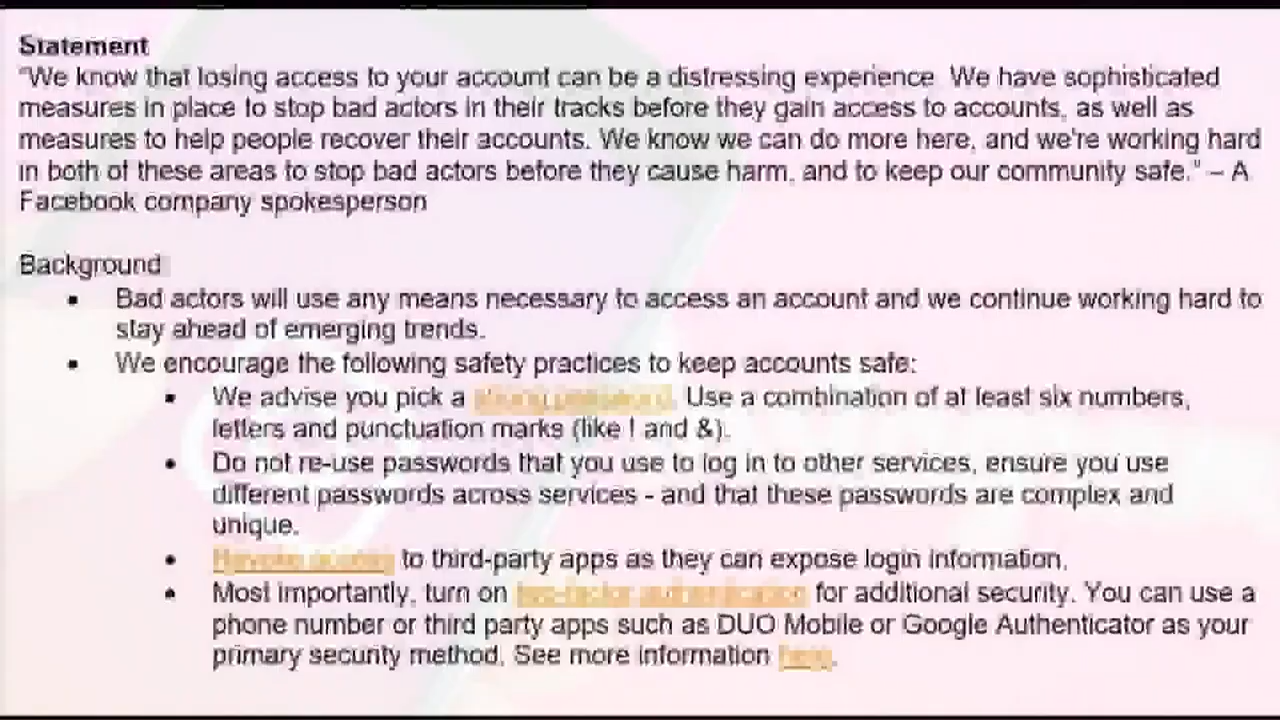 Statement
"We know that losing access to your account can be a distressing experience. We have sophisticated
measures in place to stop bad actors in their tracks before they gain access to accounts, as well as
measures to help people recover their accounts. We know we can do more here, and we're working hard
in both of these areas to stop bad actors before they cause harm, and to keep our community safe." – A
Facebook company spokesperson
Background:
• Bad actors will use any means necessary to access an account and we continue working hard to
stay ahead of emerging trends.
• We encourage the following safety practices to keep accounts safe:
• We advise you pick a strong password. Use a combination of at least six numbers,
letters and punctuation marks (like ! and &).
• Do not re-use passwords that you use to log in to other services, ensure you use
different passwords across services - and that these passwords are complex and
unique.
• Revoke access to third-party apps as they can expose login information.
• Most importantly, turn on two-factor authentication for additional security. You can use a
phone number or third party apps such as DUO Mobile or Google Authenticator as your
primary security method. See more information here.